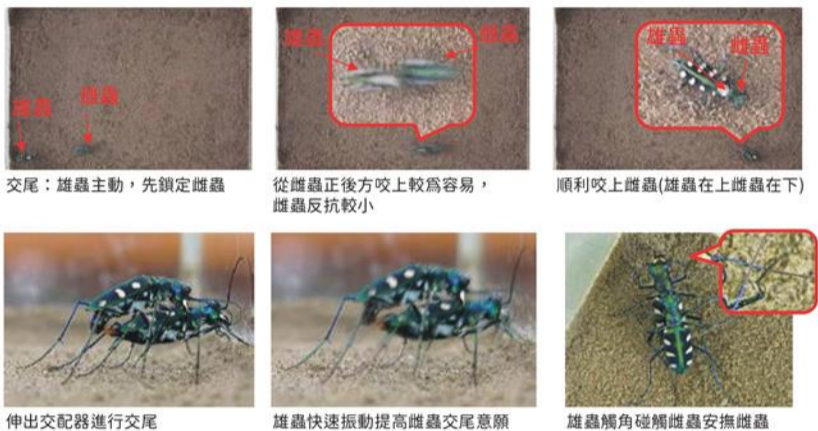 雄蟲
雌蟲
雄蟲
雌蟲
雄蟲
雌蟲
交尾：雄蟲主動，先鎖定雌蟲
從雌蟲正後方咬上較為容易，
雌蟲反抗較小
順利咬上雌蟲(雄蟲在上雌蟲在下)
伸出交配器進行交尾
雄蟲快速振動提高雌蟲交尾意願
雄蟲觸角碰觸雌蟲安撫雌蟲